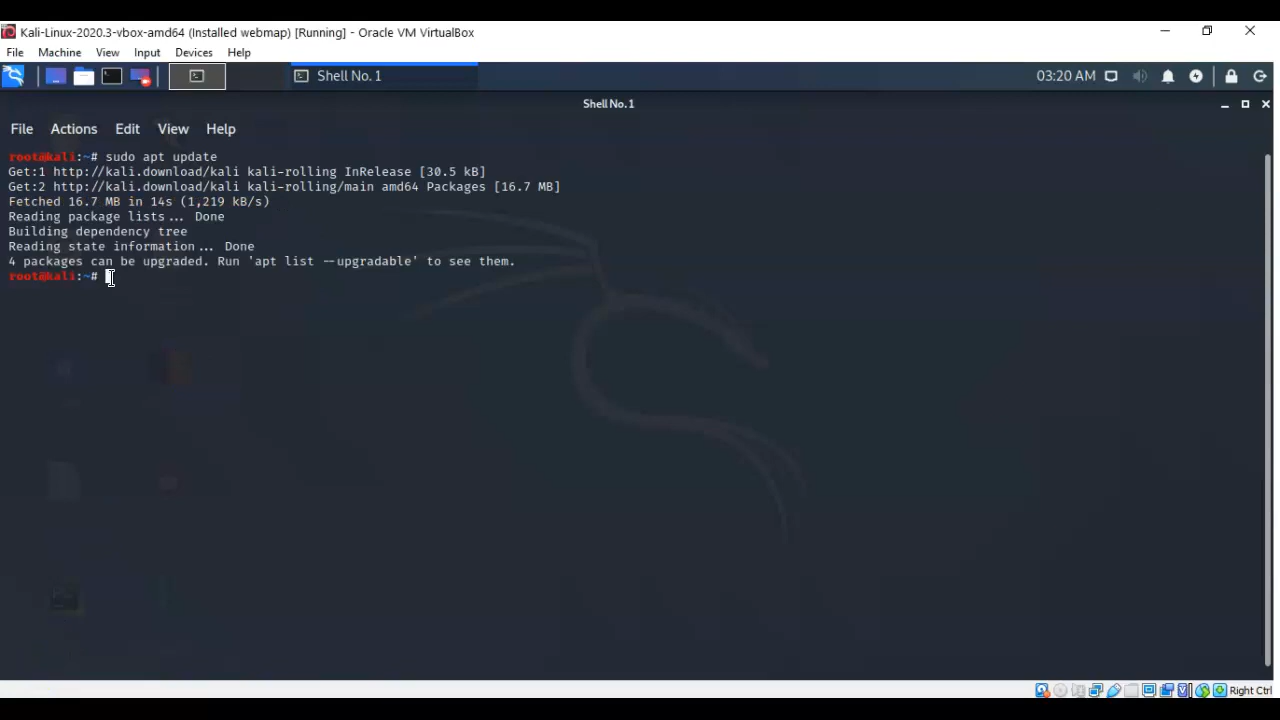 Kali-Linux-2020.3-vbox-amd64 (Installed webmap) [Running] - Oracle VM VirtualBox
File Machine View Input Devices Help
Shell No. 1
03:20 AM
Shell No. 1
File Actions Edit View Help
root@kali:~# sudo apt update
Get:1 http://kali.download/kali kali-rolling InRelease [30.5 kB]
Get:2 http://kali.download/kali kali-rolling/main amd64 Packages [16.7 MB]
Fetched 16.7 MB in 14s (1,219 kB/s)
Reading package lists... Done
Building dependency tree
Reading state information... Done
4 packages can be upgraded. Run 'apt list --upgradable' to see them.
root@kali:~#
Right Ctrl